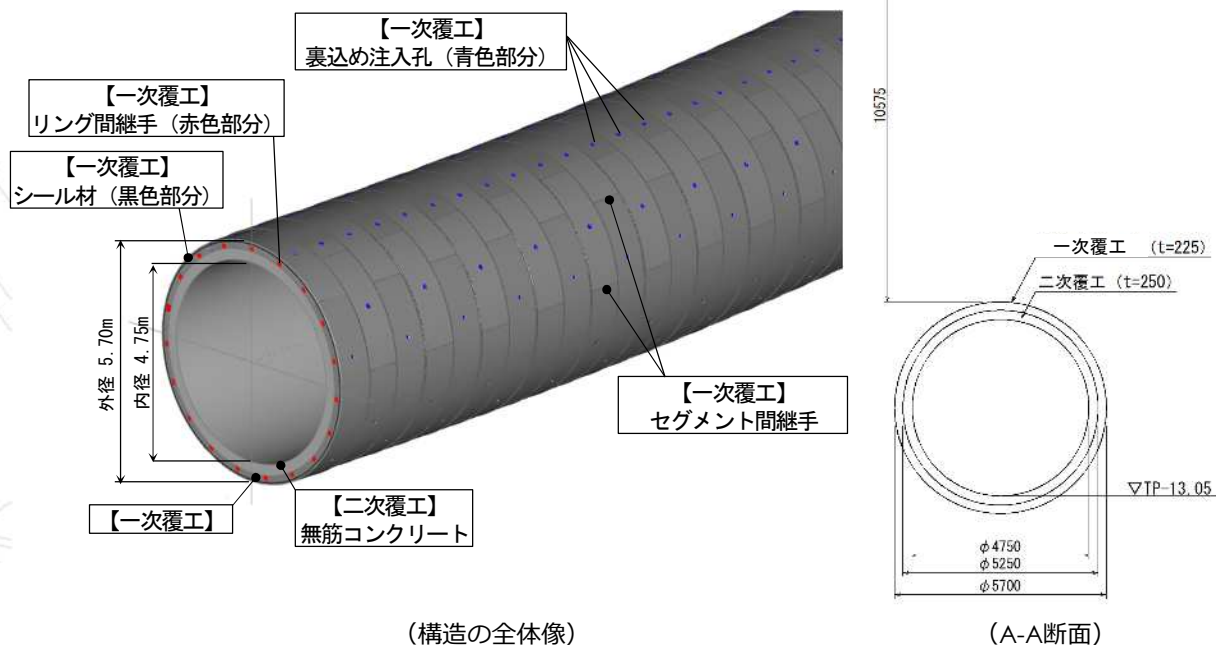 【一次覆工】
裏込め注入孔（青色部分）
【一次覆工】
リング間継手（赤色部分）
【一次覆工】
シール材（黒色部分）
外径 5.70m
内径 4.75m
【一次覆工】
セグメント間継手
【一次覆工】
【二次覆工】
無筋コンクリート
（構造の全体像）
10575
一次覆工 （t=225）
二次覆工（t=250）
▽TP-13.05
φ4750
φ5250
φ5700
（A-A断面）